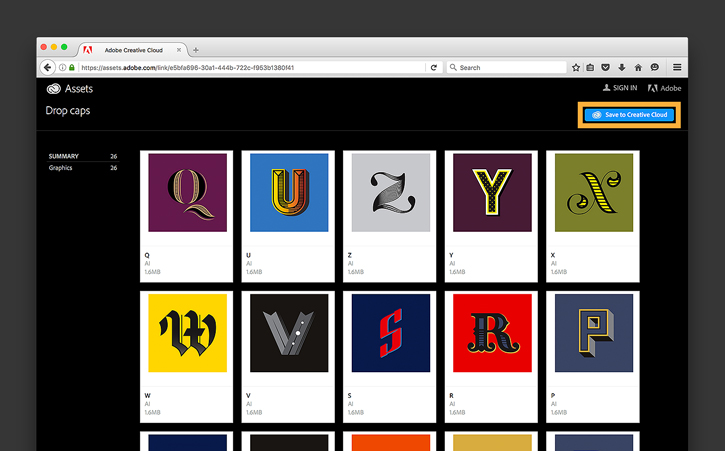 Adobe Creative Cloud
https://assets.adobe.com/link/e5bfa696-30a1-444b-722c-f953b1380f41
Search
Assets
SIGN IN
Adobe
Drop caps
Save to Creative Cloud
SUMMARY 26
Graphics 26
Q U Z Y X
Q U Z Y X
AI AI AI AI AI
1.6MB 1.6MB 1.6MB 1.6MB 1.6MB
W V S R P
W V S R P
AI AI AI AI AI
1.6MB 1.6MB 1.6MB 1.6MB 1.6MB